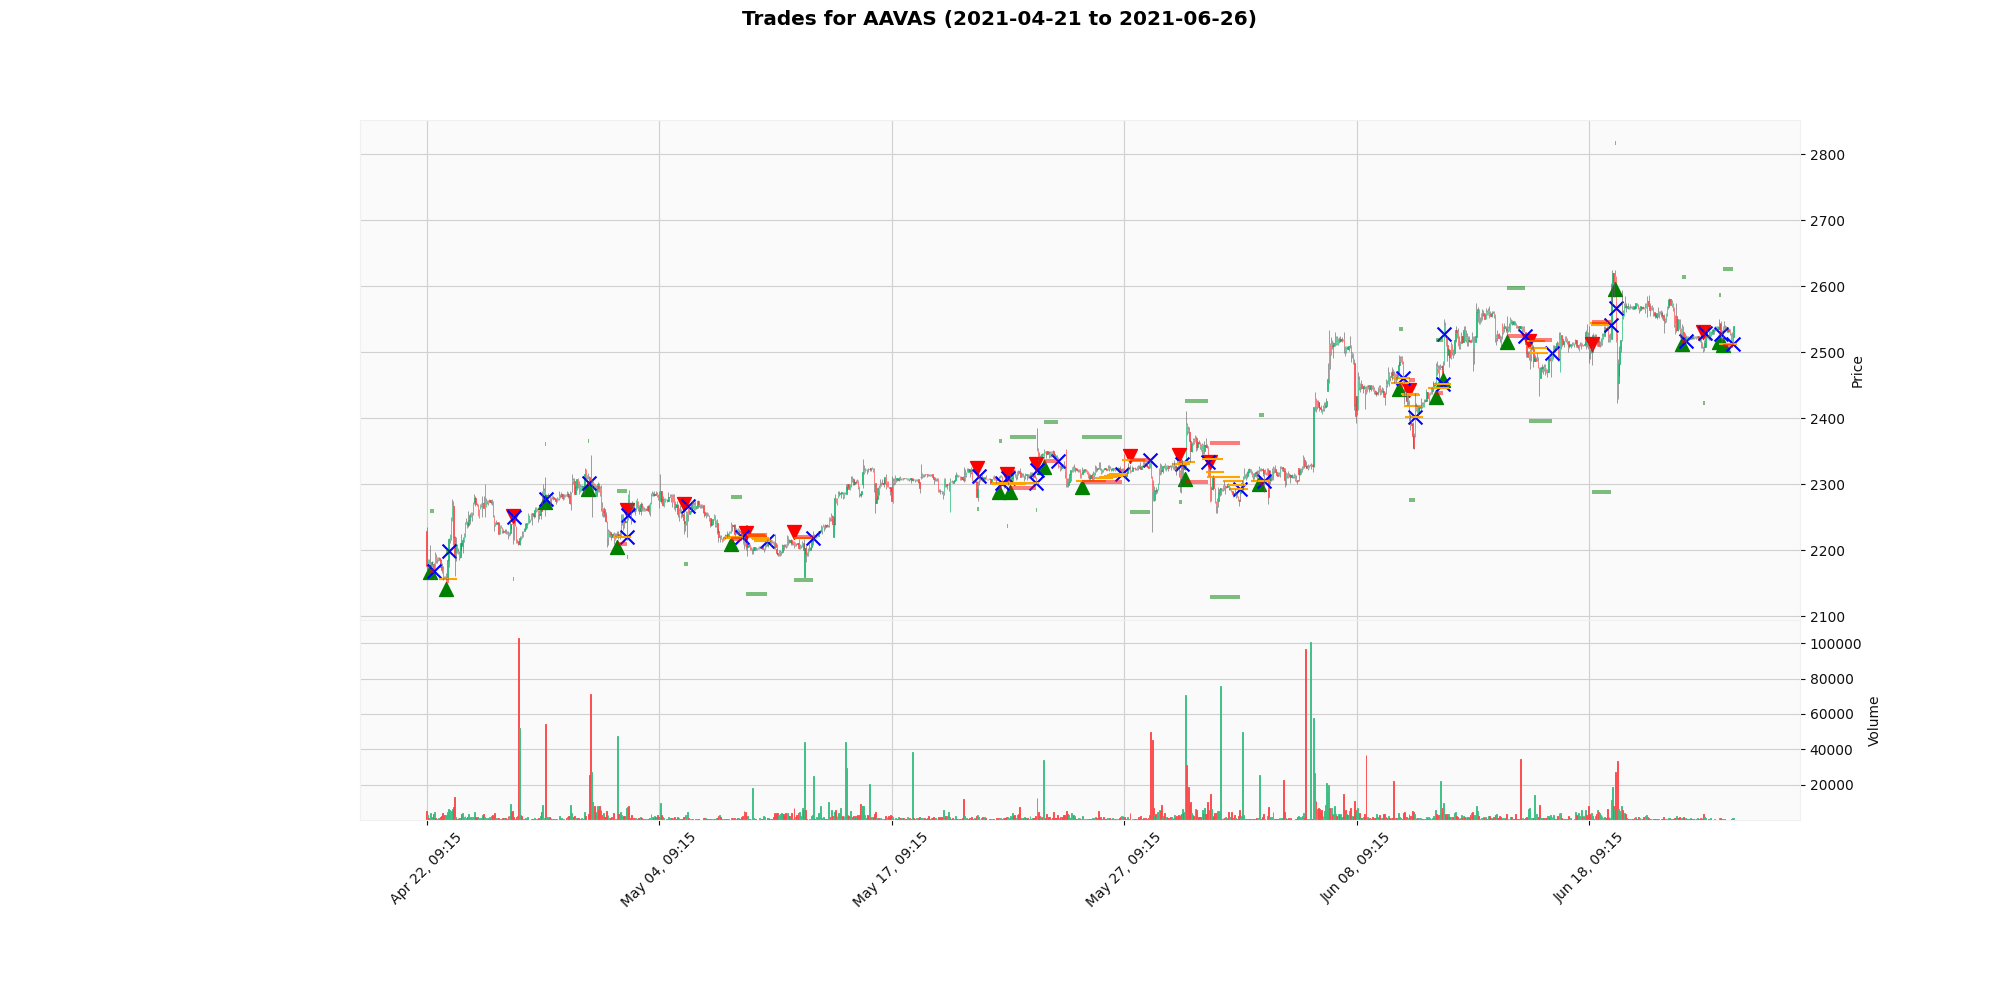 Trades for AAVAS (2021-04-21 to 2021-06-26)
2800
2700
2600
2500
2400
2300
2200
2100
Price
100000
80000
60000
40000
20000
Volume
Apr 22, 09:15
May 04, 09:15
May 17, 09:15
May 27, 09:15
Jun 08, 09:15
Jun 18, 09:15